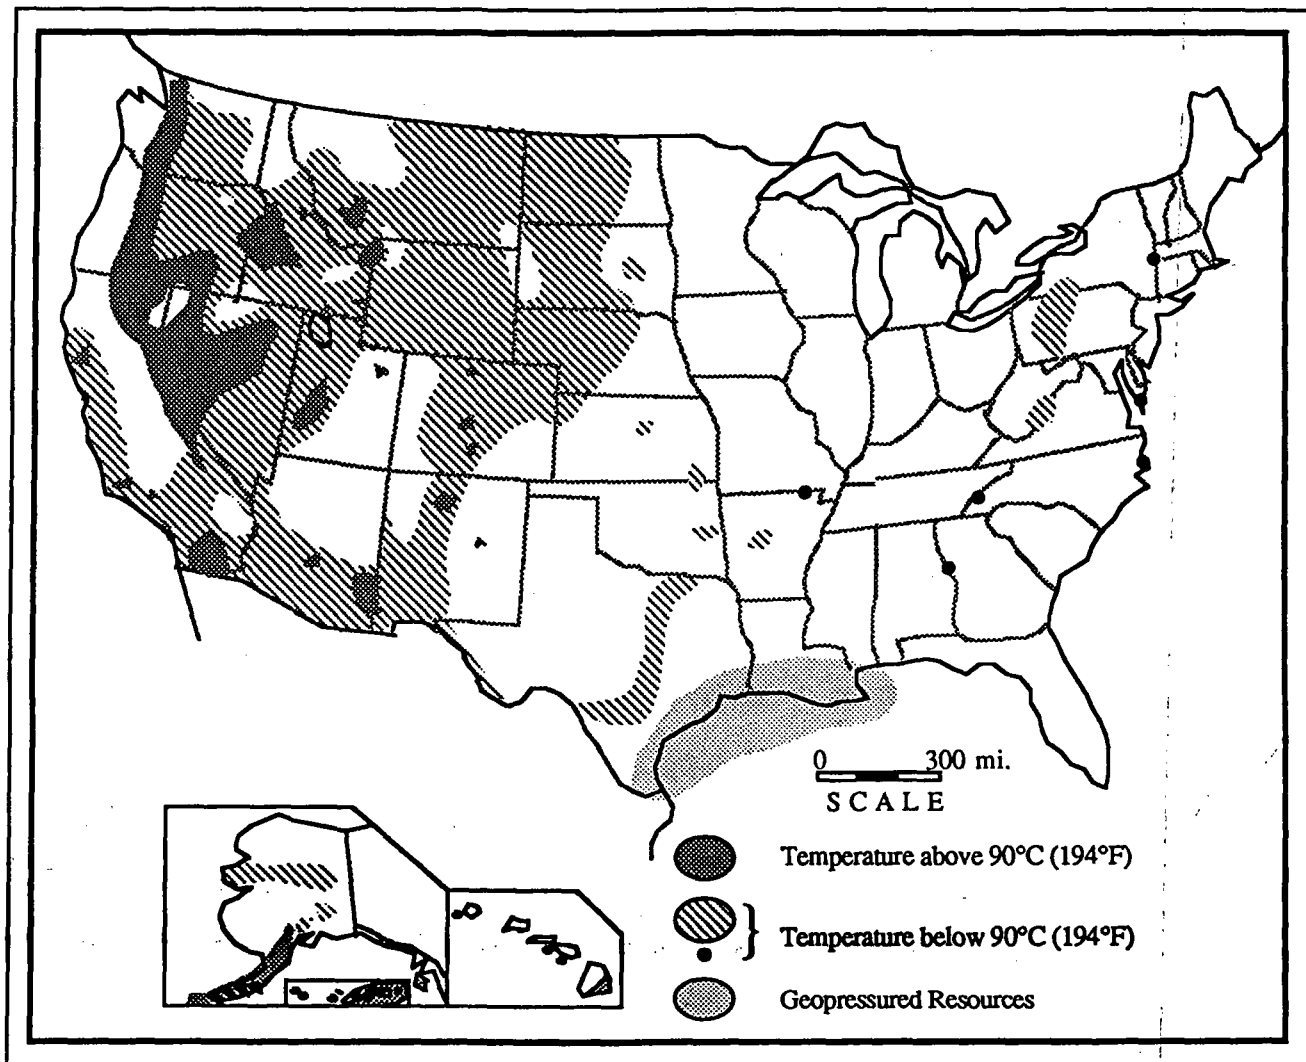 0 300 mi.
SCALE
Temperature above 90°C (194°F)
Temperature below 90°C (194°F)
Geopressured Resources